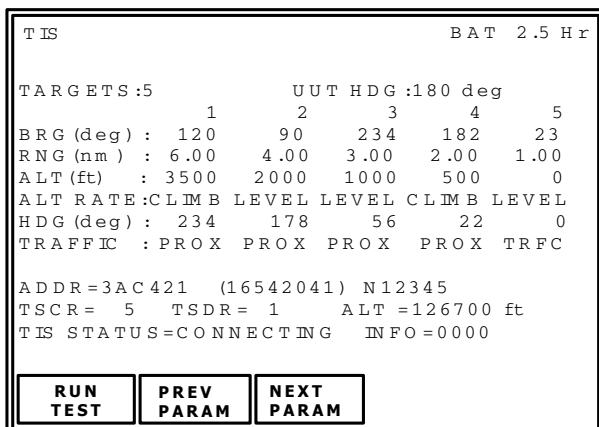 TIS BAT 2.5 Hr
TARGETS:5 UUT HDG:180 deg
1 2 3 4 5
BRG(deg): 120 90 234 182 23
RNG(nm) : 6.00 4.00 3.00 2.00 1.00
ALT(ft) : 3500 2000 1000 500 0
ALT RATE:CLIMB LEVEL LEVEL CLIMB LEVEL
HDG(deg): 234 178 56 22 0
TRAFFIC : PROX PROX PROX PROX TRFC
ADDR=3AC421 (16542041) N12345
TSCR= 5 TSDR= 1 ALT =126700 ft
TIS STATUS=CONNECTING INFO=0000
RUN TEST PREV PARAM NEXT PARAM